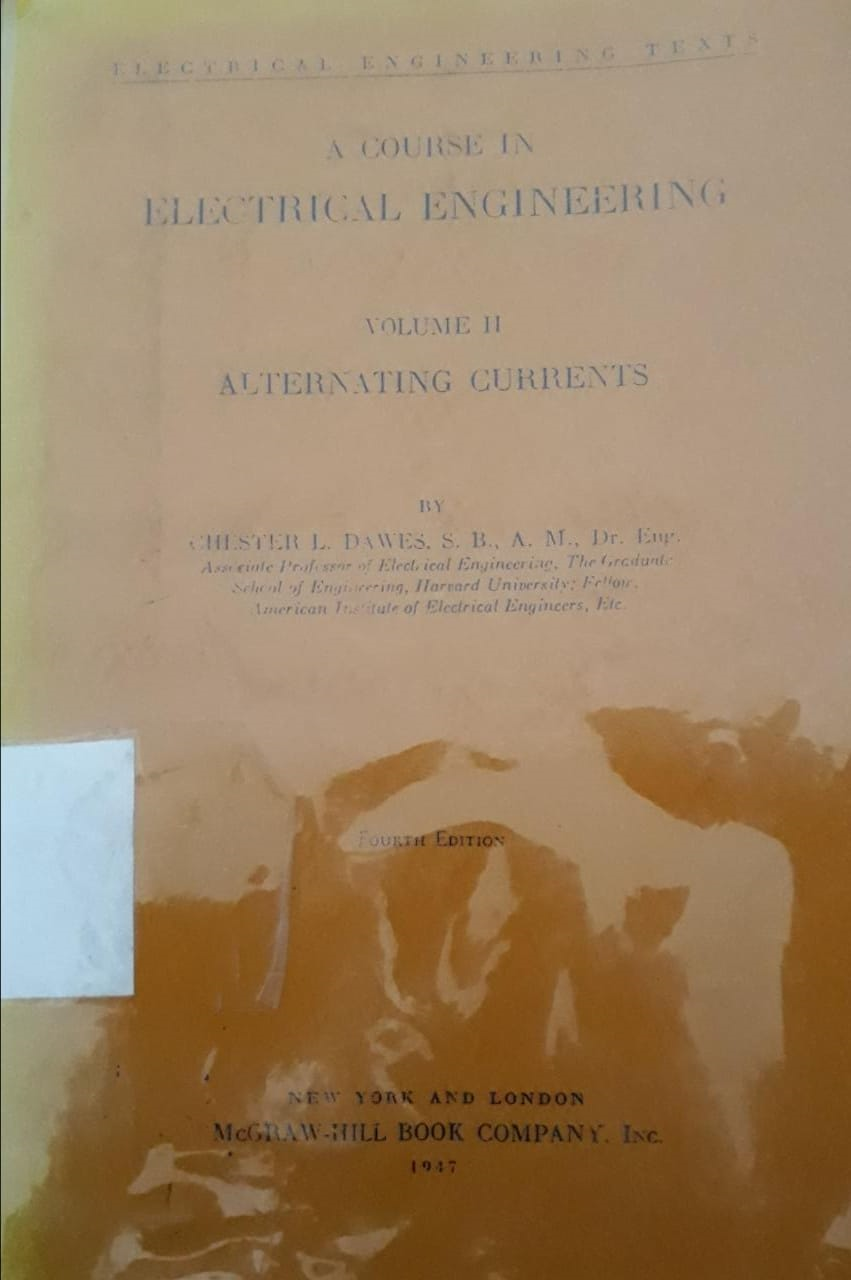 ELECTRICAL ENGINEERING TEXTS
A COURSE IN
ELECTRICAL ENGINEERING
VOLUME II
ALTERNATING CURRENTS
BY
CHESTER L. DAWES, S. B., A. M., Dr. Eng.
Associate Professor of Electrical Engineering, The Graduate
School of Engineering, Harvard University; Fellow,
American Institute of Electrical Engineers, Etc.
FOURTH EDITION
NEW YORK AND LONDON
McGRAW-HILL BOOK COMPANY, INC.
1947